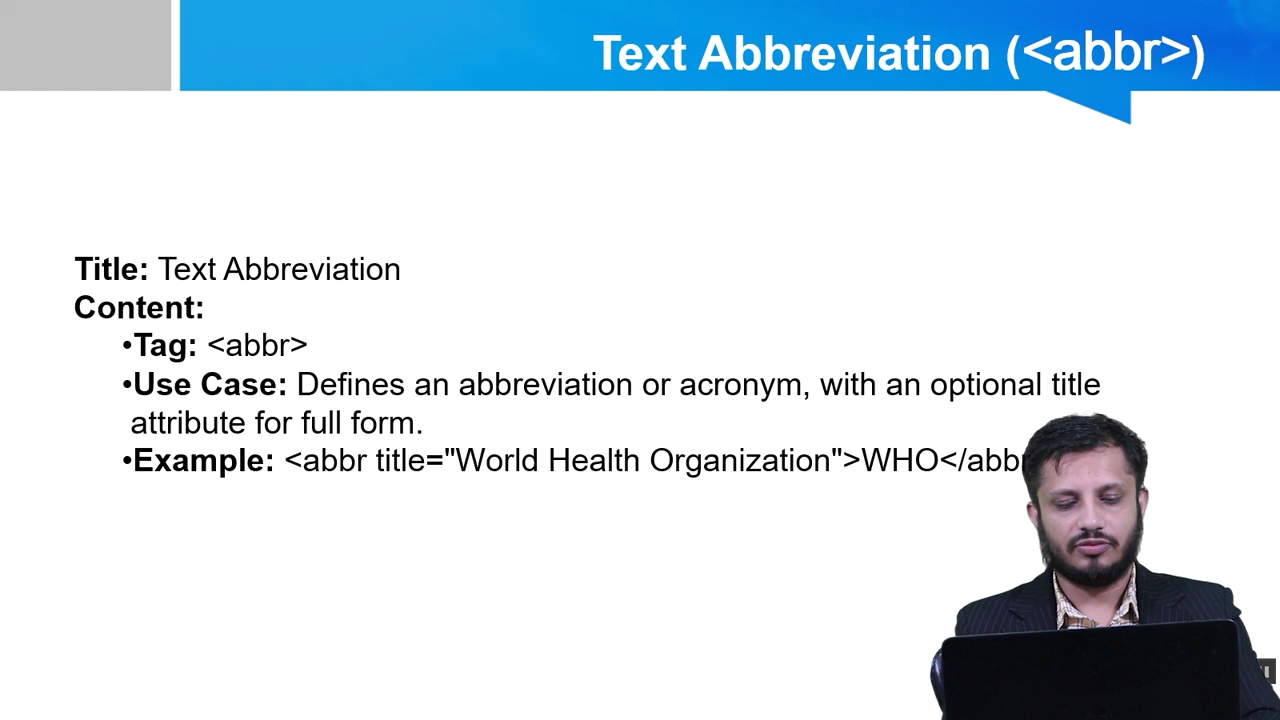 Text Abbreviation (<abbr>)
Title: Text Abbreviation
Content:
•Tag: <abbr>
•Use Case: Defines an abbreviation or acronym, with an optional title
attribute for full form.
•Example: <abbr title="World Health Organization">WHO</abbr